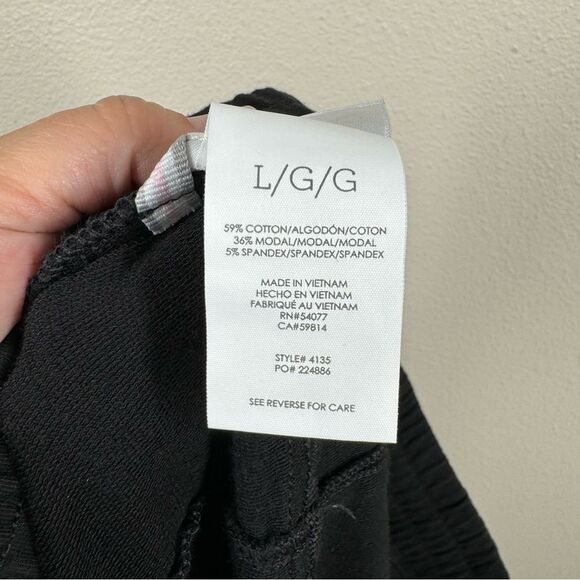 L/G/G
59% COTTON/ALGODÓN/COTON
36% MODAL/MODAL/MODAL
5% SPANDEX/SPANDEX/SPANDEX
MADE IN VIETNAM
HECHO EN VIETNAM
FABRIQUÉ AU VIETNAM
RN#54077
CA#59814
STYLE# 4135
PO# 224886
SEE REVERSE FOR CARE